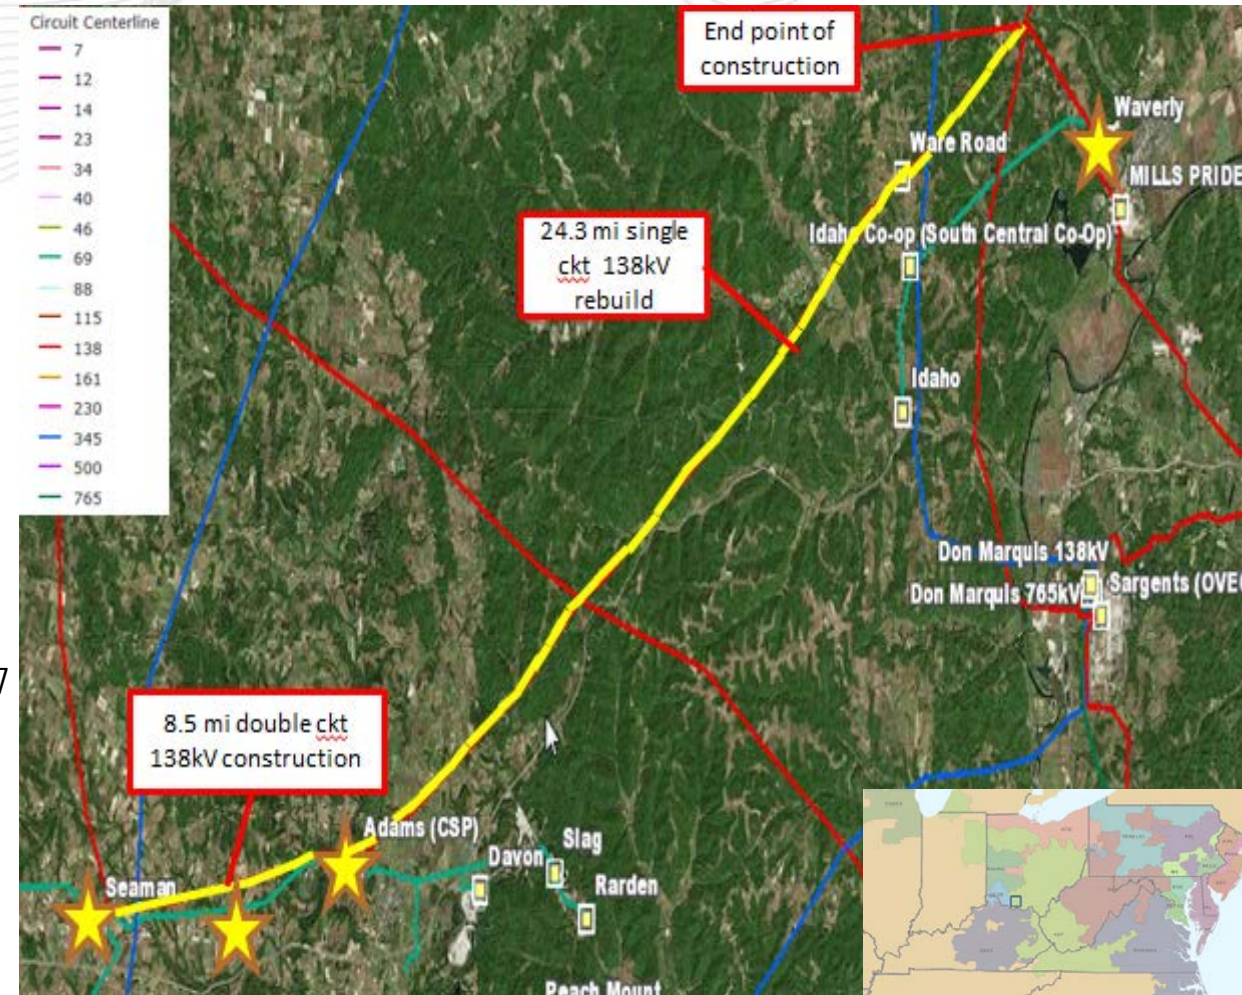 Circuit Centerline
7
12
14
23
34
40
46
69
88
115
138
161
230
345
500
765
End point of
construction
Waverly
Ware Road
MILLS PRIDE
24.3 mi single
ckt 138kV
rebuild
Idaho Co-op (South Central Co-Op)
Idaho
Don Marquis 138kV
Don Marquis 765kV
Sargents (OVEC
7
8.5 mi double ckt
138kV construction
Adams (CSP)
Slag
Davon
Seaman
Rarden
Peach Mount